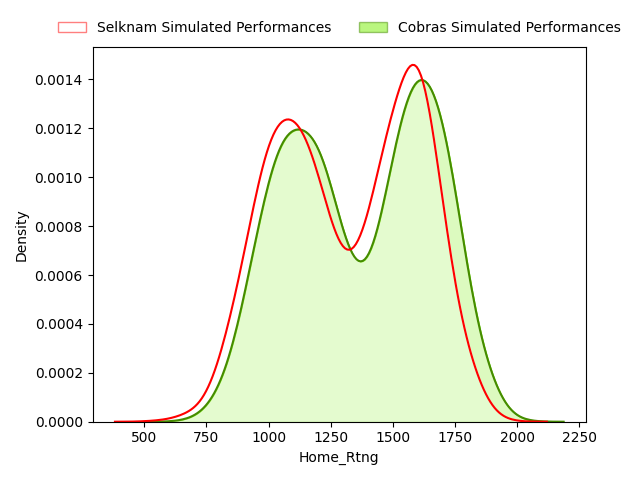 Selknam Simulated Performances
Cobras Simulated Performances
0.0014
0.0012
0.0010
0.0008
0.0006
0.0004
0.0002
0.0000
Density
500 750 1000 1250 1500 1750 2000 2250
Home_Rtng